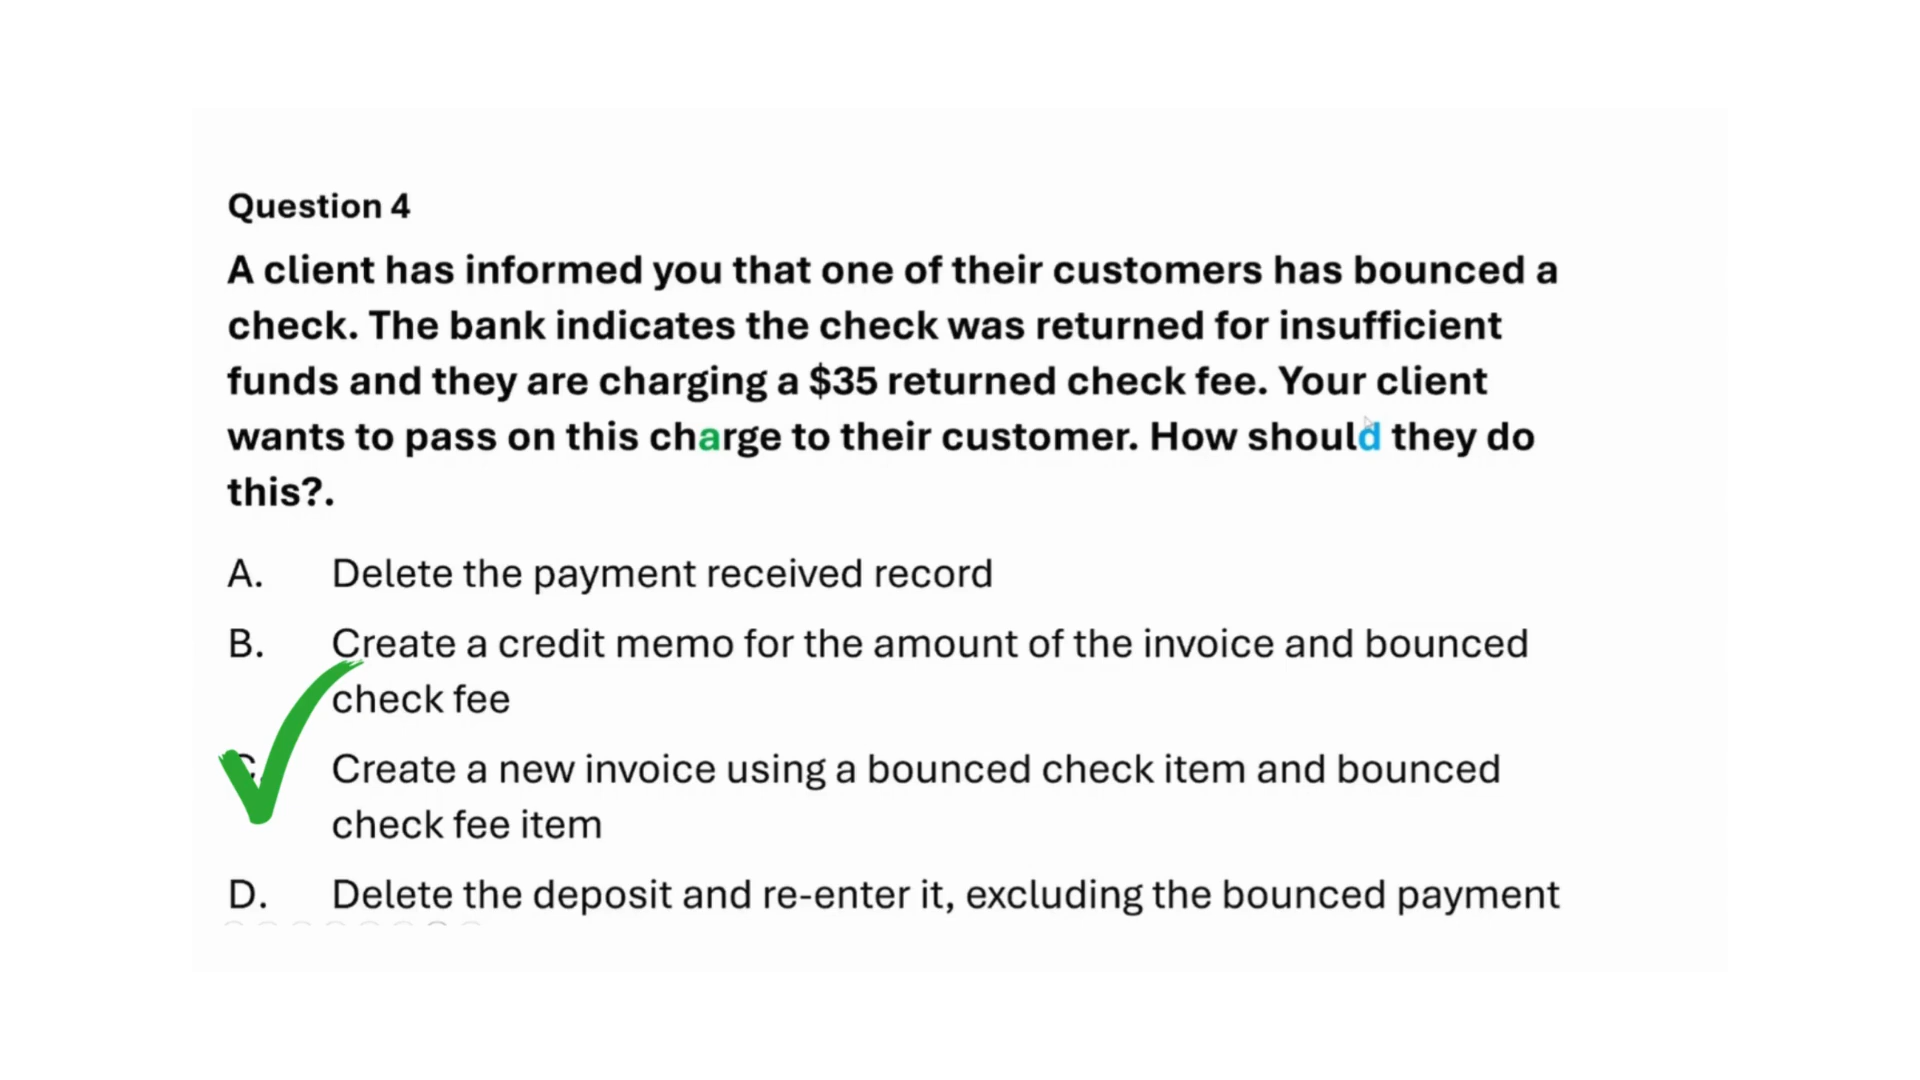 Question 4
A client has informed you that one of their customers has bounced a
check. The bank indicates the check was returned for insufficient
funds and they are charging a $35 returned check fee. Your client
wants to pass on this charge to their customer. How should they do
this?.
A. Delete the payment received record
B. Create a credit memo for the amount of the invoice and bounced
check fee
C. Create a new invoice using a bounced check item and bounced
check fee item
D. Delete the deposit and re-enter it, excluding the bounced payment